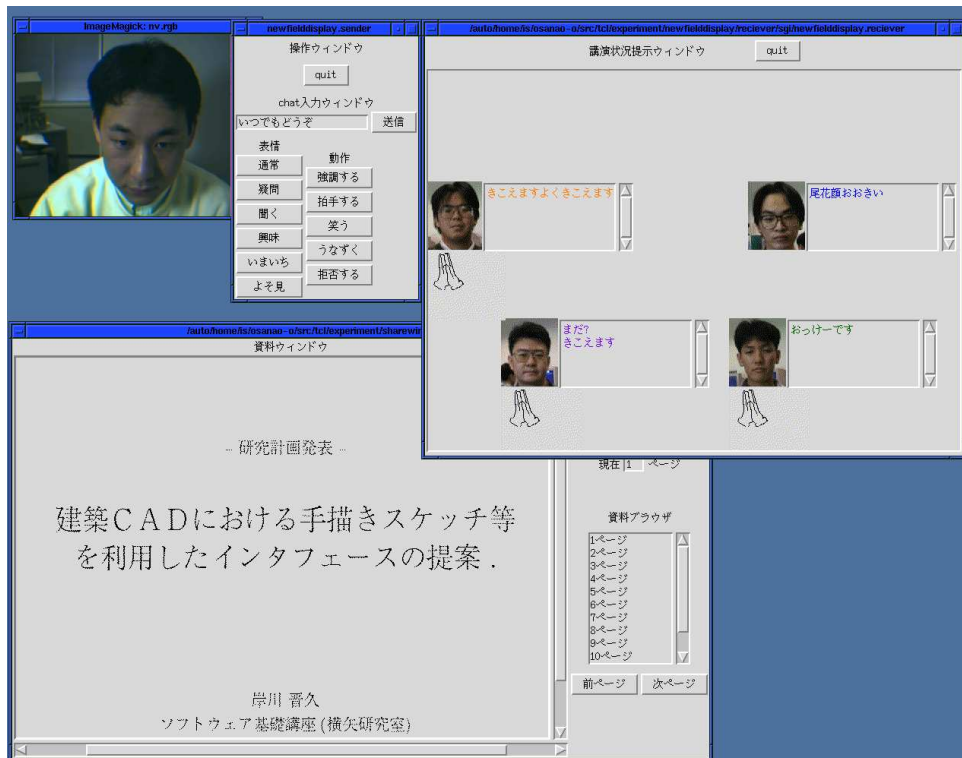 ImageMagick: nv.rgb
newfielddisplay.sender
操作ウィンドウ
quit
chat入力ウィンドウ
いつでもどうぞ
送信
表情
通常
疑問
聞く
興味
いまいち
よそ見
動作
強調する
拍手する
笑う
うなずく
拒否する
/auto/home/is/osanao-o/src/tcl/experiment/newfielddisplay/reciever/sgi/newfielddisplay.reciever
講演状況提示ウィンドウ
quit
きこえますよくきこえます
尾花顔おおきい
まだ?
きこえます
おっけーです
/auto/home/is/osanao-o/src/tcl/experiment/sharewin
資料ウィンドウ
– 研究計画発表 –
建築CADにおける手描きスケッチ等
を利用したインタフェースの提案.
岸川 晋久
ソフトウェア基礎講座(横矢研究室)
現在 1 ページ
資料ブラウザ
1ページ
2ページ
3ページ
4ページ
5ページ
6ページ
7ページ
8ページ
9ページ
10ページ
前ページ
次ページ